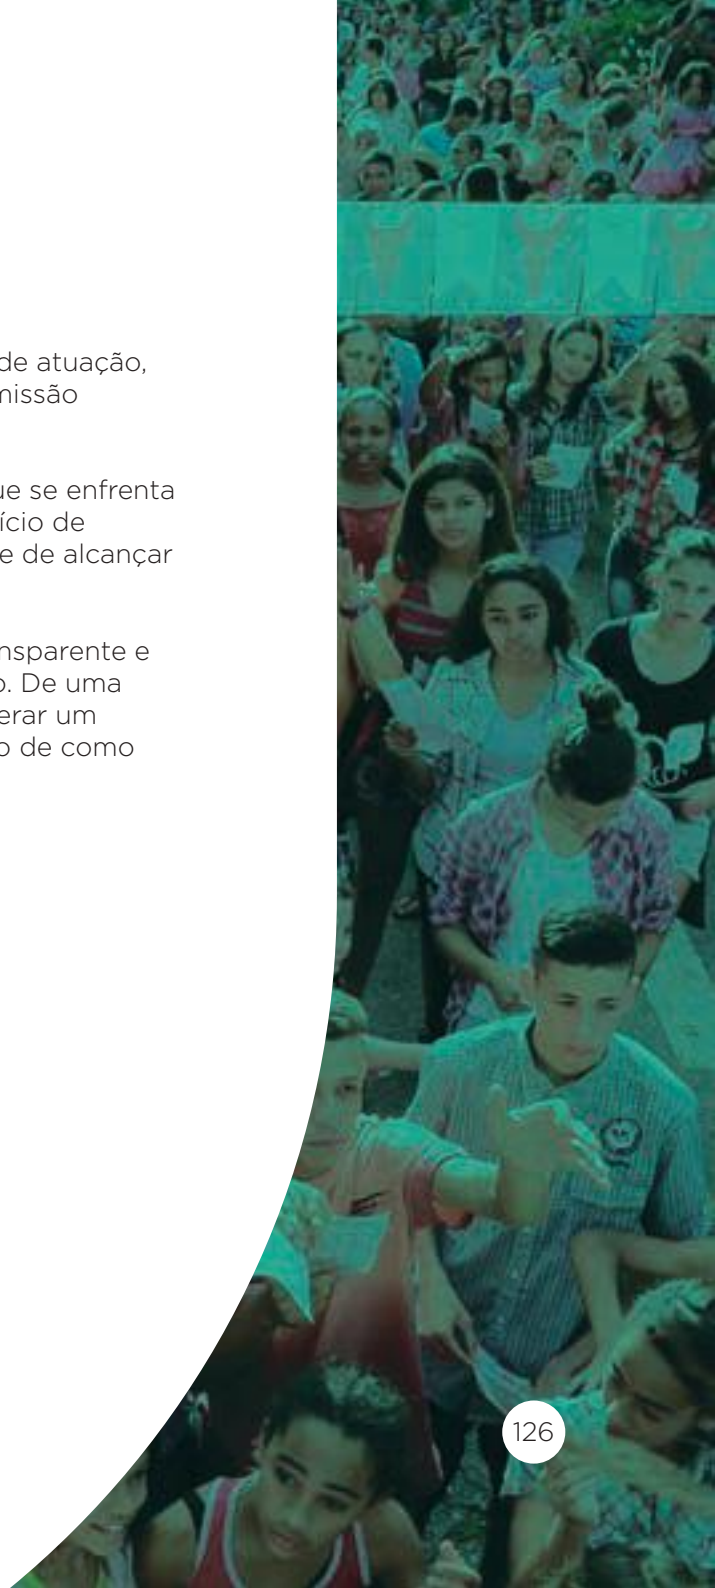 de atuação,
missão
ue se enfrenta
ício de
e de alcançar
nsparente e
o. De uma
erar um
o de como
126